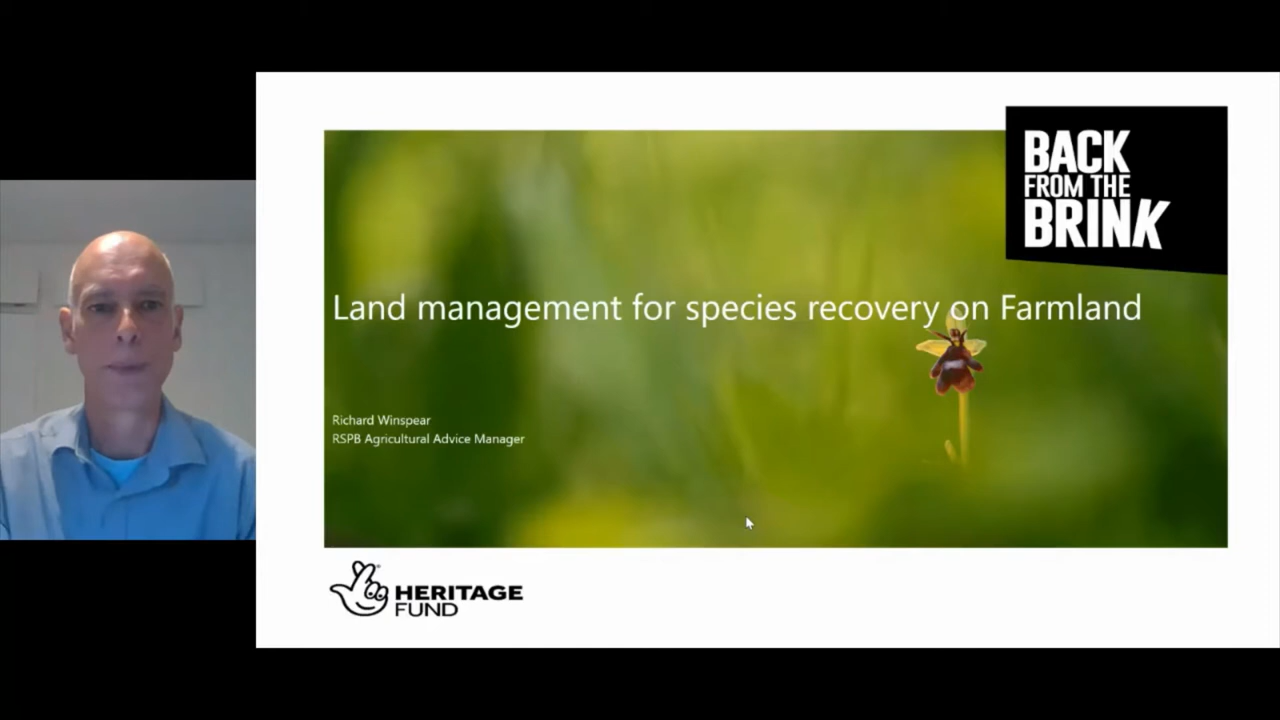 BACK
FROM THE
BRINK
Land management for species recovery on Farmland
Richard Winspear
RSPB Agricultural Advice Manager
HERITAGE
FUND